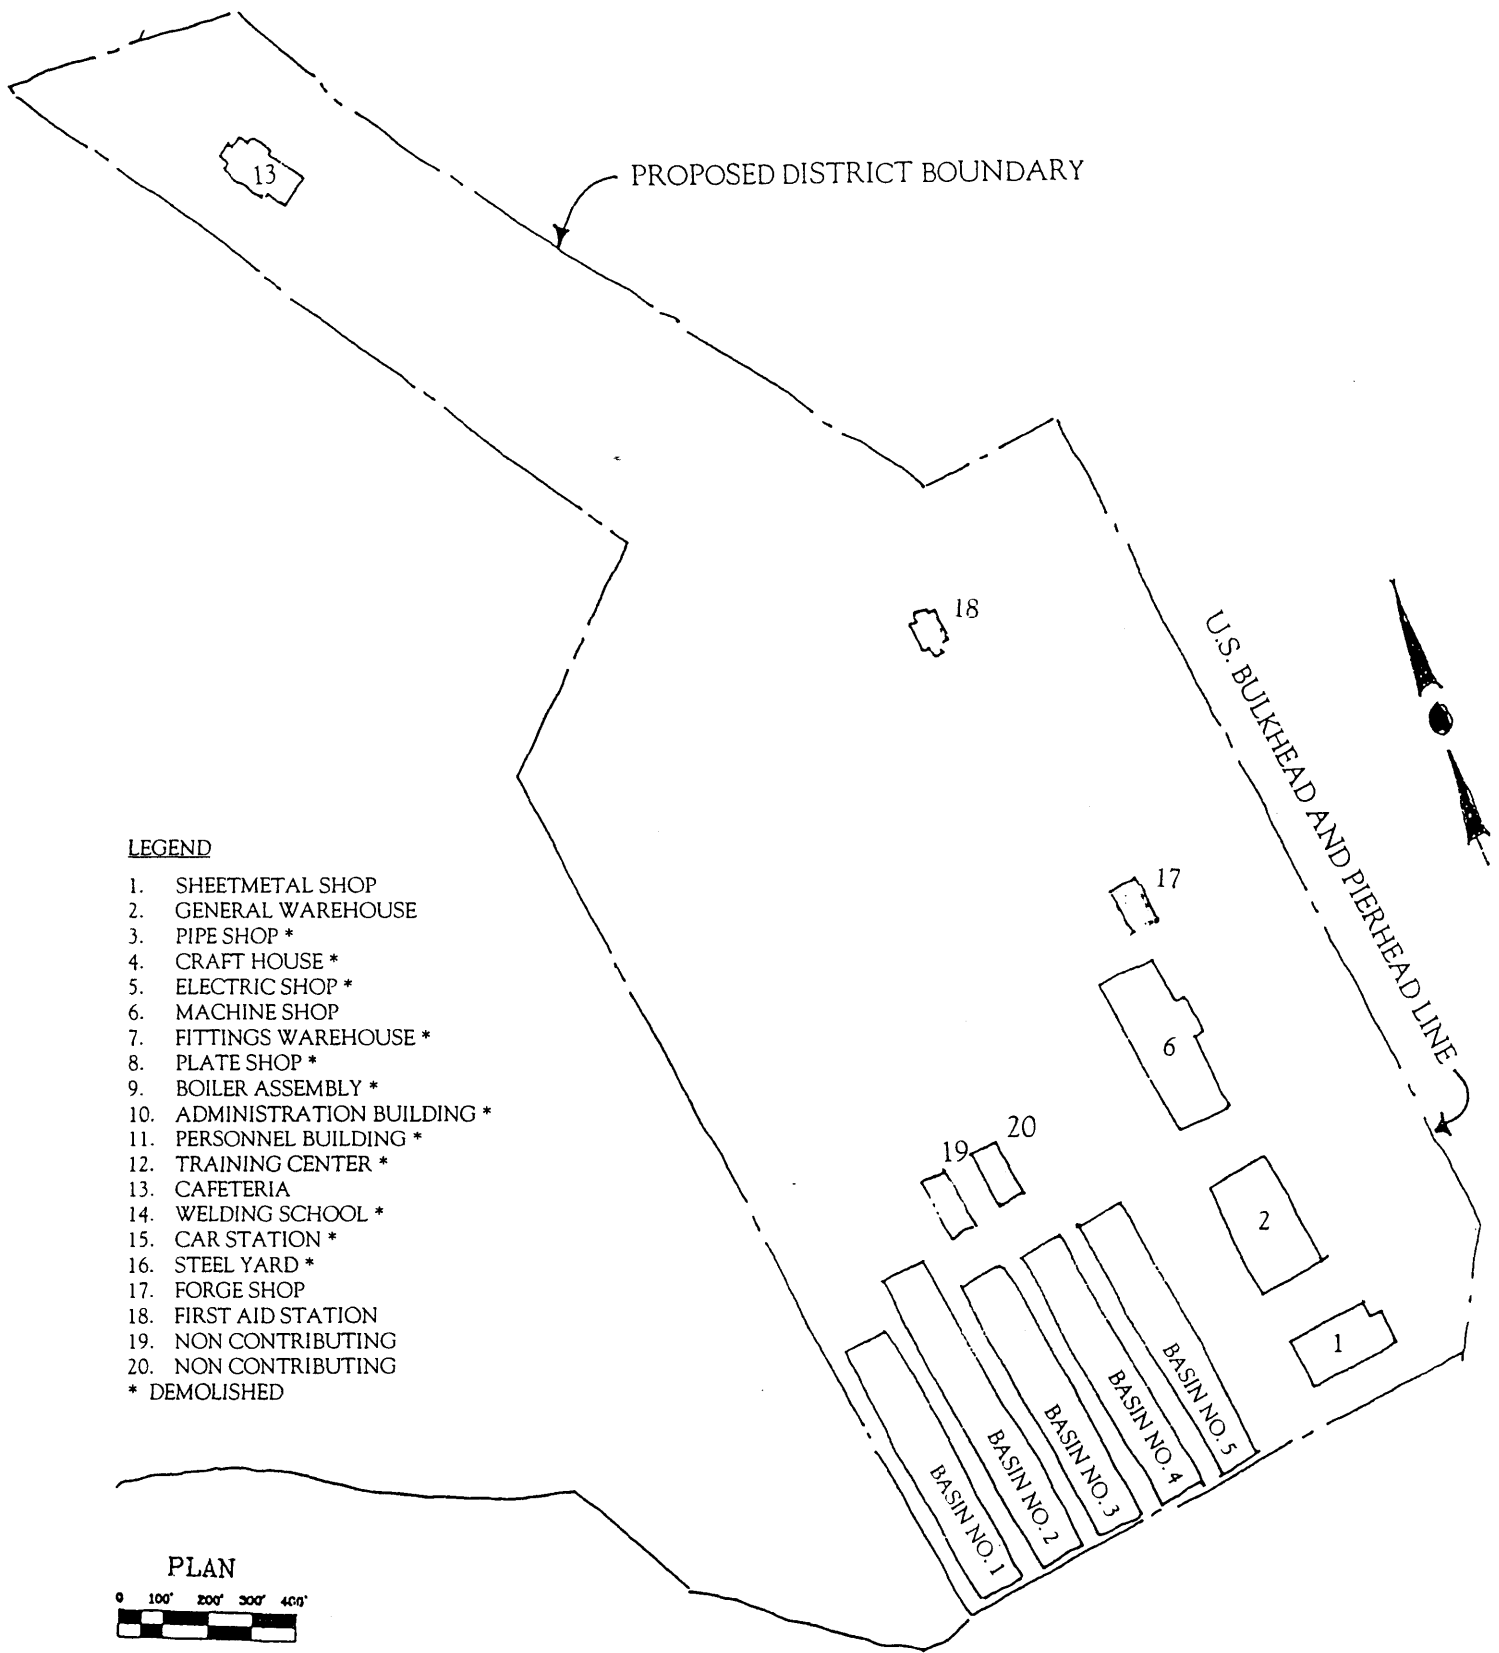 13
PROPOSED DISTRICT BOUNDARY
18
U.S. BULKHEAD AND PIERHEAD LINE
17
6
20
19
2
1
LEGEND
1. SHEETMETAL SHOP
2. GENERAL WAREHOUSE
3. PIPE SHOP *
4. CRAFT HOUSE *
5. ELECTRIC SHOP *
6. MACHINE SHOP
7. FITTINGS WAREHOUSE *
8. PLATE SHOP *
9. BOILER ASSEMBLY *
10. ADMINISTRATION BUILDING *
11. PERSONNEL BUILDING *
12. TRAINING CENTER *
13. CAFETERIA
14. WELDING SCHOOL *
15. CAR STATION *
16. STEEL YARD *
17. FORGE SHOP
18. FIRST AID STATION
19. NON CONTRIBUTING
20. NON CONTRIBUTING
* DEMOLISHED
BASIN NO. 1
BASIN NO. 2
BASIN NO. 3
BASIN NO. 4
BASIN NO. 5
PLAN
0 100' 200' 300' 400'